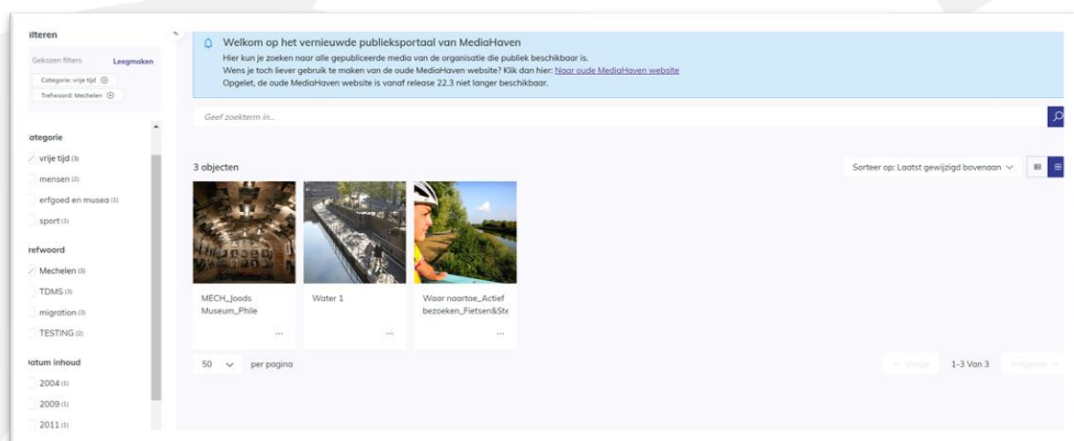 ilteren
Gekozen filters Leegmaken
Categorie: vrije tijd
Trefwoord: Mechelen
ategorie
vrije tijd (3)
mensen (2)
erfgoed en musea (1)
sport (1)
refwoord
Mechelen (3)
TDMS (3)
migration (3)
TESTING (2)
atum inhoud
2004 (1)
2009 (1)
2011 (1)
Welkom op het vernieuwde publieksportaal van MediaHaven
Hier kun je zoeken naar alle gepubliceerde media van de organisatie die publiek beschikbaar is.
Wens je toch liever gebruik te maken van de oude MediaHaven website? Klik dan hier: Naar oude MediaHaven website
Opgelet, de oude MediaHaven website is vanaf release 22.3 niet langer beschikbaar.
Geef zoekterm in...
3 objecten
Sorteer op: Laatst gewijzigd bovenaan
MECH_Joods
Museum_Phile
...
Water 1
...
Waar naartoe_Actief
bezoeken_Fietsen&Ste
...
50 per pagina
← Vorige 1-3 Van 3 Volgende →